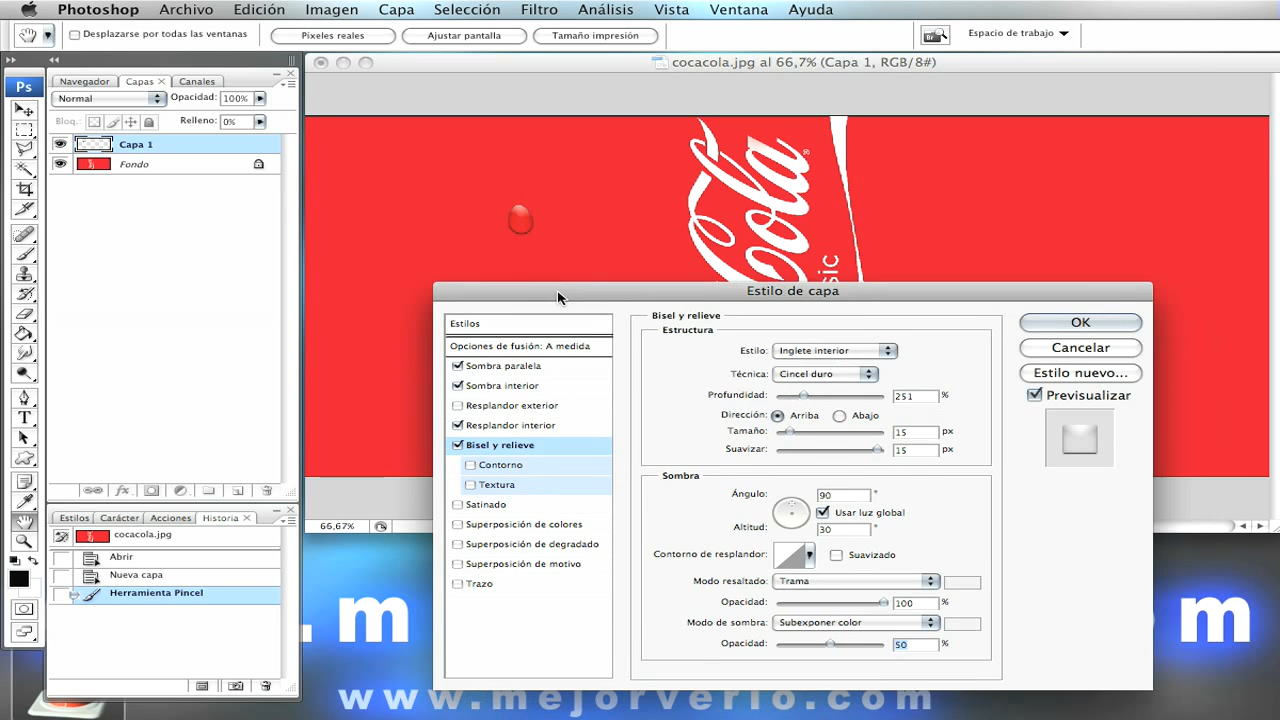 Photoshop Archivo Edición Imagen Capa Selección Filtro Análisis Vista Ventana Ayuda
Desplazarse por todas las ventanas Píxeles reales Ajustar pantalla Tamaño impresión Br Espacio de trabajo
cocacola.jpg al 66,7% (Capa 1, RGB/8#)
Ps
Navegador Capas Canales
Normal Opacidad: 100%
Bloq.: Relleno: 0%
Capa 1
Fondo
Cola
®
sic
66,67%
Estilos Carácter Acciones Historia
cocacola.jpg
Abrir
Nueva capa
Herramienta Pincel
Estilo de capa
Estilos
Opciones de fusión: A medida
Sombra paralela
Sombra interior
Resplandor exterior
Resplandor interior
Bisel y relieve
Contorno
Textura
Satinado
Superposición de colores
Superposición de degradado
Superposición de motivo
Trazo
Bisel y relieve
Estructura
Estilo: Inglete interior
Técnica: Cincel duro
Profundidad: 251 %
Dirección: Arriba Abajo
Tamaño: 15 px
Suavizar: 15 px
Sombra
Ángulo: 90 °
Usar luz global
Altitud: 30 °
Contorno de resplandor: Suavizado
Modo resaltado: Trama
Opacidad: 100 %
Modo de sombra: Subexponer color
Opacidad: 50 %
OK
Cancelar
Estilo nuevo...
Previsualizar
.m m
www.mejorverlo.com